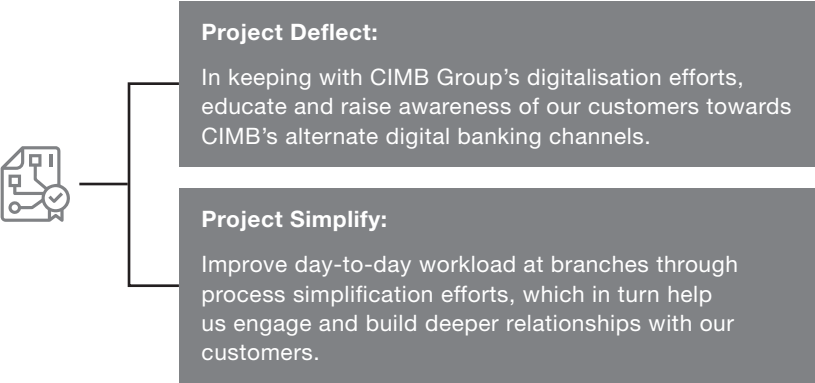 Project Deflect:
In keeping with CIMB Group’s digitalisation efforts,
educate and raise awareness of our customers towards
CIMB’s alternate digital banking channels.
Project Simplify:
Improve day-to-day workload at branches through
process simplification efforts, which in turn help
us engage and build deeper relationships with our
customers.